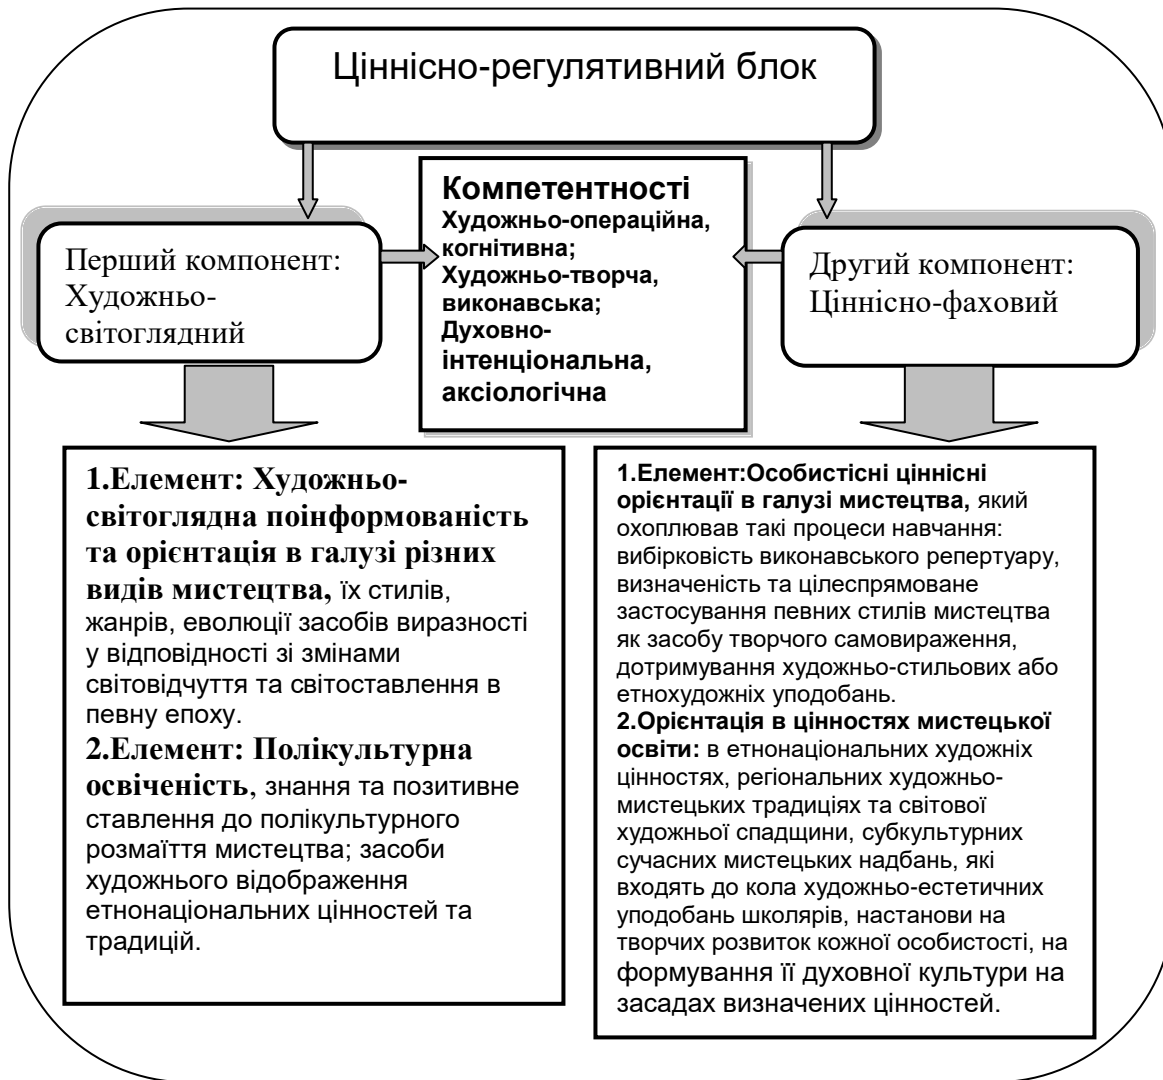 Ціннісно-регулятивний блок
Компетентності
Художньо-операційна,
когнітивна;
Художньо-творча,
виконавська;
Духовно-
інтенціональна,
аксіологічна
Перший компонент:
Художньо-
світоглядний
Другий компонент:
Ціннісно-фаховий
1.Елемент: Художньо-
світоглядна поінформованість
та орієнтація в галузі різних
видів мистецтва, їх стилів,
жанрів, еволюції засобів виразності
у відповідності зі змінами
світовідчуття та світоставлення в
певну епоху.
2.Елемент: Полікультурна
освіченість, знання та позитивне
ставлення до полікультурного
розмаїття мистецтва; засоби
художнього відображення
етнонаціональних цінностей та
традицій.
1.Елемент:Особистісні ціннісні
орієнтації в галузі мистецтва, який
охоплював такі процеси навчання:
вибірковість виконавського репертуару,
визначеність та цілеспрямоване
застосування певних стилів мистецтва
як засобу творчого самовираження,
дотримування художньо-стильових або
етнохудожніх уподобань.
2.Орієнтація в цінностях мистецької
освіти: в етнонаціональних художніх
цінностях, регіональних художньо-
мистецьких традиціях та світової
художньої спадщини, субкультурних
сучасних мистецьких надбань, які
входять до кола художньо-естетичних
уподобань школярів, настанови на
творчих розвиток кожної особистості, на
формування її духовної культури на
засадах визначених цінностей.